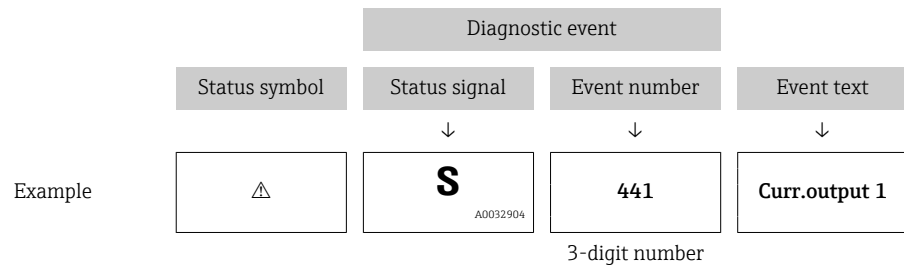 Diagnostic event
Status symbol Status signal Event number Event text
↓ ↓ ↓
Example ⚠ S 441 Curr.output 1
A0032904
3-digit number